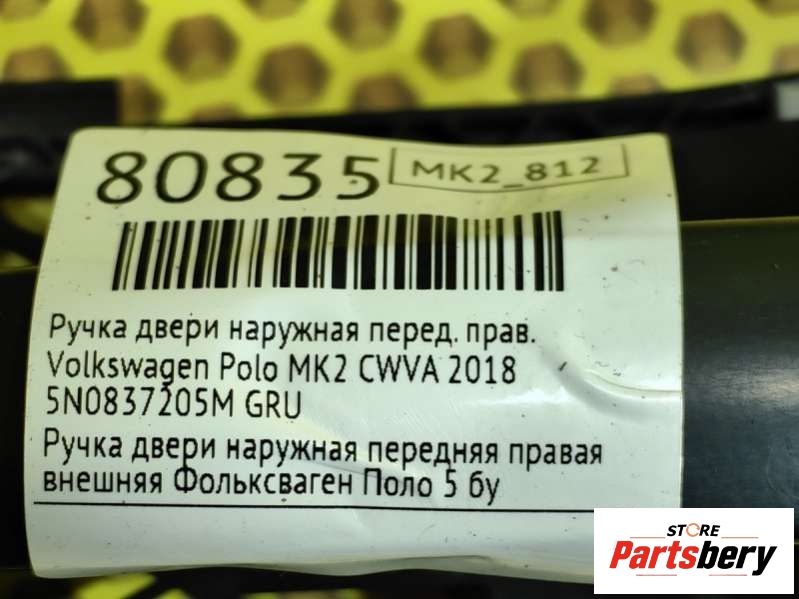 80835 MK2_812
Ручка двери наружная перед. прав.
Volkswagen Polo MK2 CWVA 2018
5N0837205M GRU
Ручка двери наружная передняя правая
внешняя Фольксваген Поло 5 бу
STORE
Partsbery